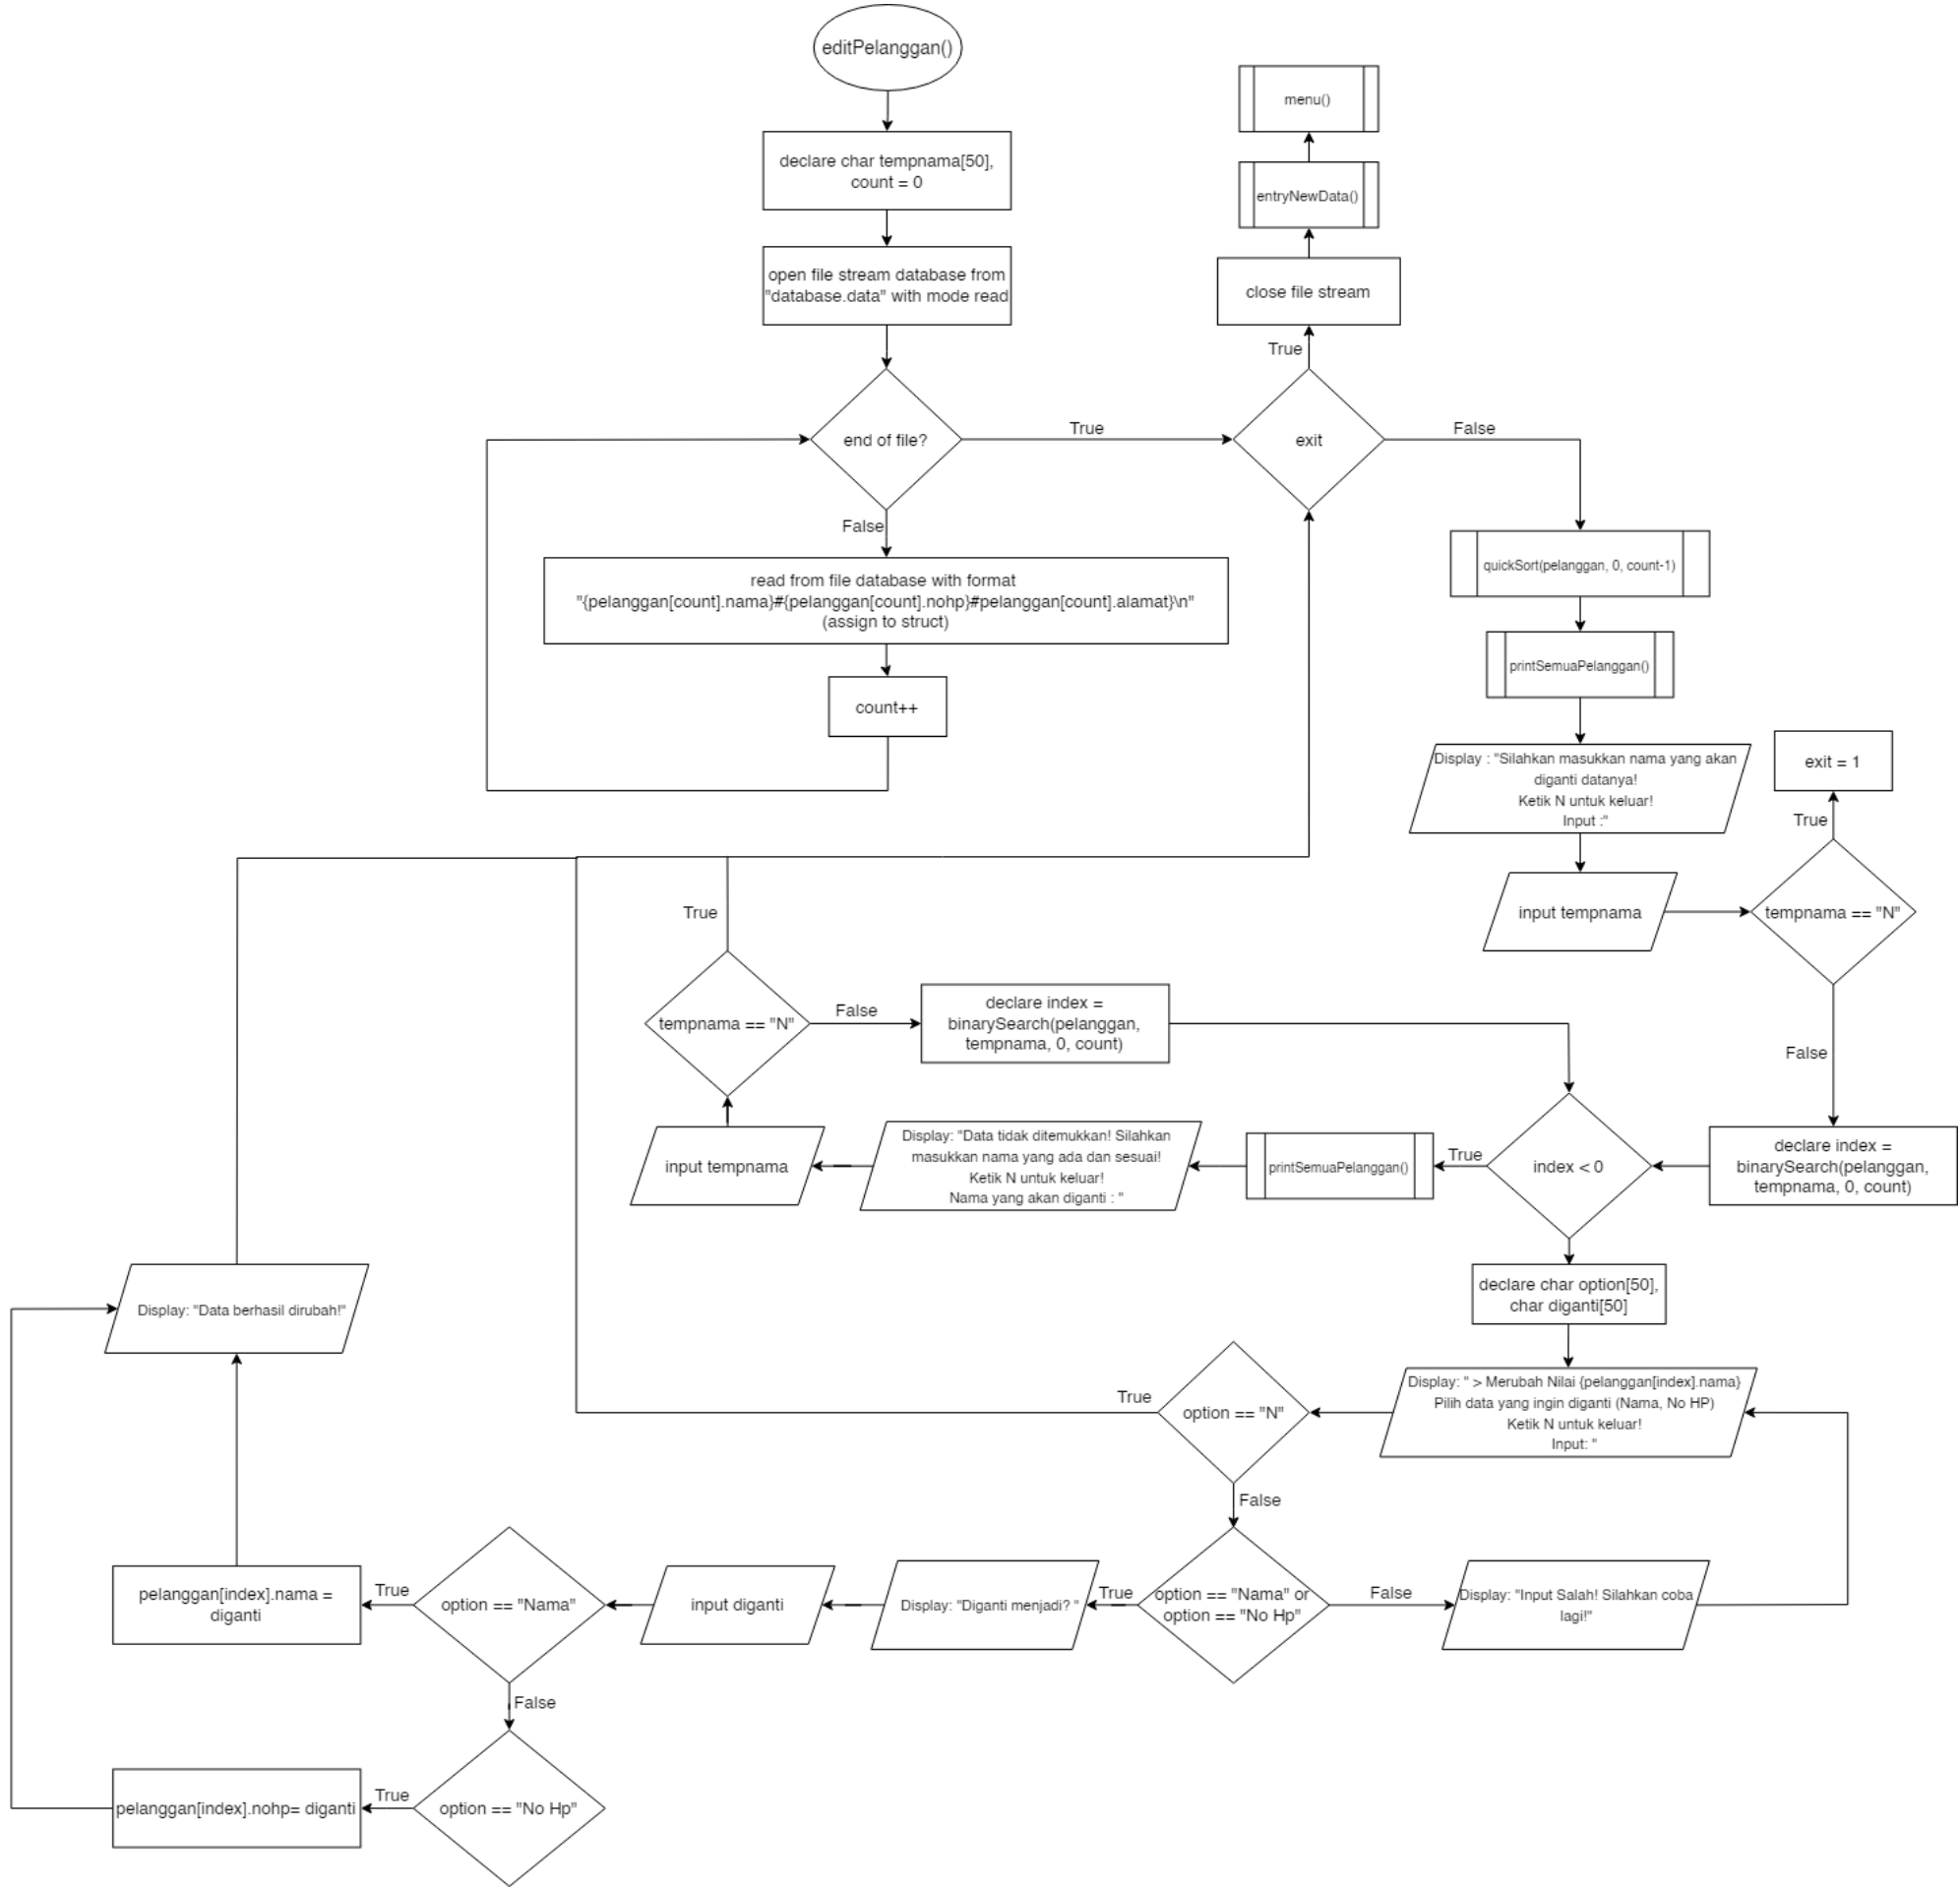 editPelanggan()
declare char tempnama[50],
count = 0
open file stream database from
"database.data" with mode read
end of file?
True
False
read from file database with format
"{pelanggan[count].nama}#{pelanggan[count].nohp}#pelanggan[count].alamat}\n"
(assign to struct)
count++
menu()
entryNewData()
close file stream
True
exit
False
quickSort(pelanggan, 0, count-1)
printSemuaPelanggan()
Display : "Silahkan masukkan nama yang akan
diganti datanya!
Ketik N untuk keluar!
Input :"
input tempnama
exit = 1
True
tempnama == "N"
False
declare index =
binarySearch(pelanggan,
tempnama, 0, count)
index < 0
True
printSemuaPelanggan()
Display: "Data tidak ditemukkan! Silahkan
masukkan nama yang ada dan sesuai!
Ketik N untuk keluar!
Nama yang akan diganti : "
input tempnama
True
tempnama == "N"
False
declare index =
binarySearch(pelanggan,
tempnama, 0, count)
declare char option[50],
char diganti[50]
Display: " > Merubah Nilai {pelanggan[index].nama}
Pilih data yang ingin diganti (Nama, No HP)
Ketik N untuk keluar!
Input: "
True
option == "N"
False
option == "Nama" or
option == "No Hp"
False
Display: "Input Salah! Silahkan coba
lagi!"
True
Display: "Diganti menjadi? "
input diganti
option == "Nama"
True
pelanggan[index].nama =
diganti
False
option == "No Hp"
True
pelanggan[index].nohp= diganti
Display: "Data berhasil dirubah!"